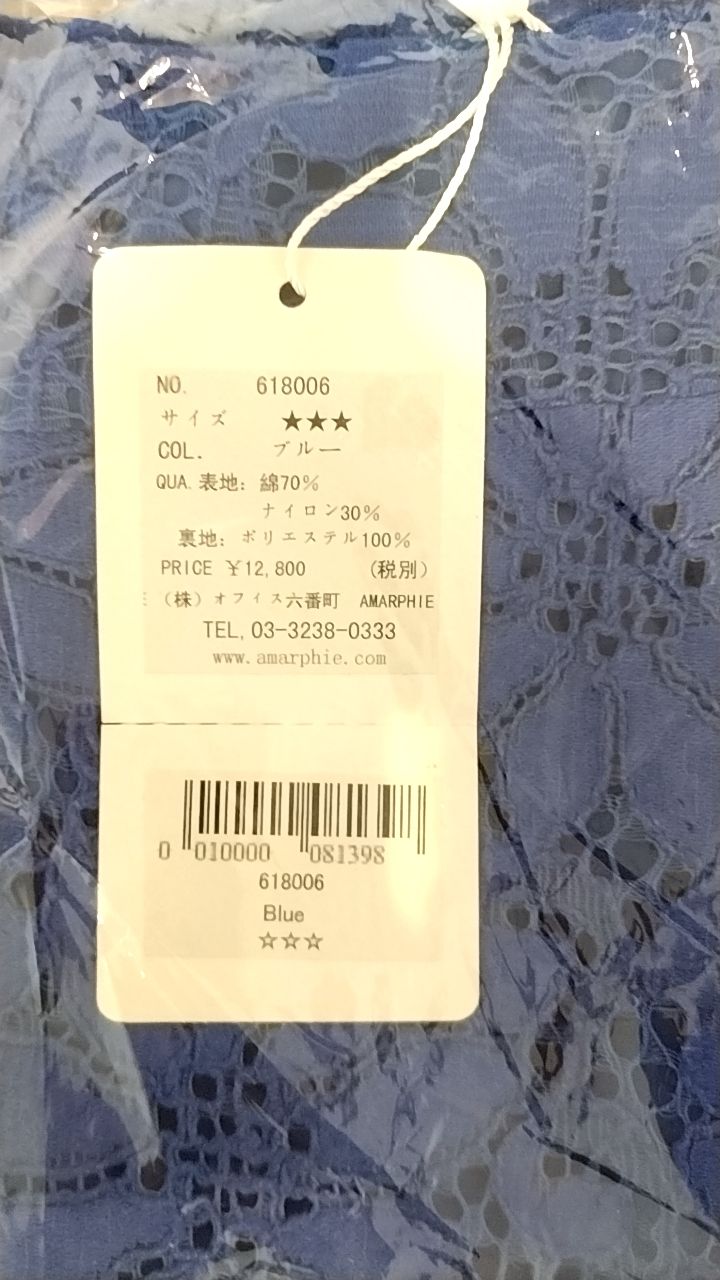 NO. 618006
サイズ ★★★
COL. ブルー
QUA.表地：綿70％
ナイロン30％
裏地：ポリエステル100％
PRICE ￥12,800 （税別）
（株）オフィス六番町 AMARPHIE
TEL,03-3238-0333
www.amarphie.com
0 010000 081398
618006
Blue
☆☆☆